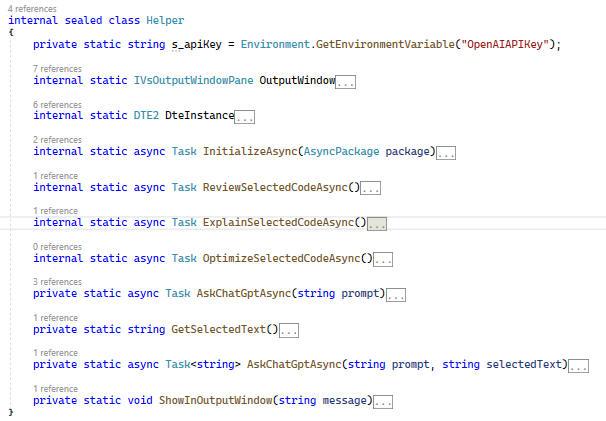 4 references
internal sealed class Helper
{
private static string s_apiKey = Environment.GetEnvironmentVariable("OpenAIAPIKey");
7 references
internal static IVsOutputWindowPane OutputWindow...
6 references
internal static DTE2 DteInstance...
2 references
internal static async Task InitializeAsync(AsyncPackage package)...
1 reference
internal static async Task ReviewSelectedCodeAsync()...
1 reference
internal static async Task ExplainSelectedCodeAsync()...
0 references
internal static async Task OptimizeSelectedCodeAsync()...
3 references
private static async Task AskChatGptAsync(string prompt)...
1 reference
private static string GetSelectedText()...
1 reference
private static async Task<string> AskChatGptAsync(string prompt, string selectedText)...
1 reference
private static void ShowInOutputWindow(string message)...
}